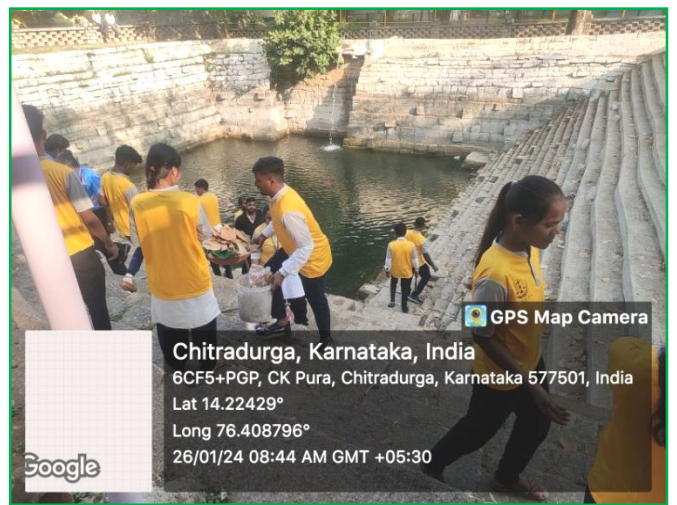 GPS Map Camera
Chitradurga, Karnataka, India
6CF5+PGP, CK Pura, Chitradurga, Karnataka 577501, India
Lat 14.22429°
Long 76.408796°
26/01/24 08:44 AM GMT +05:30
Google